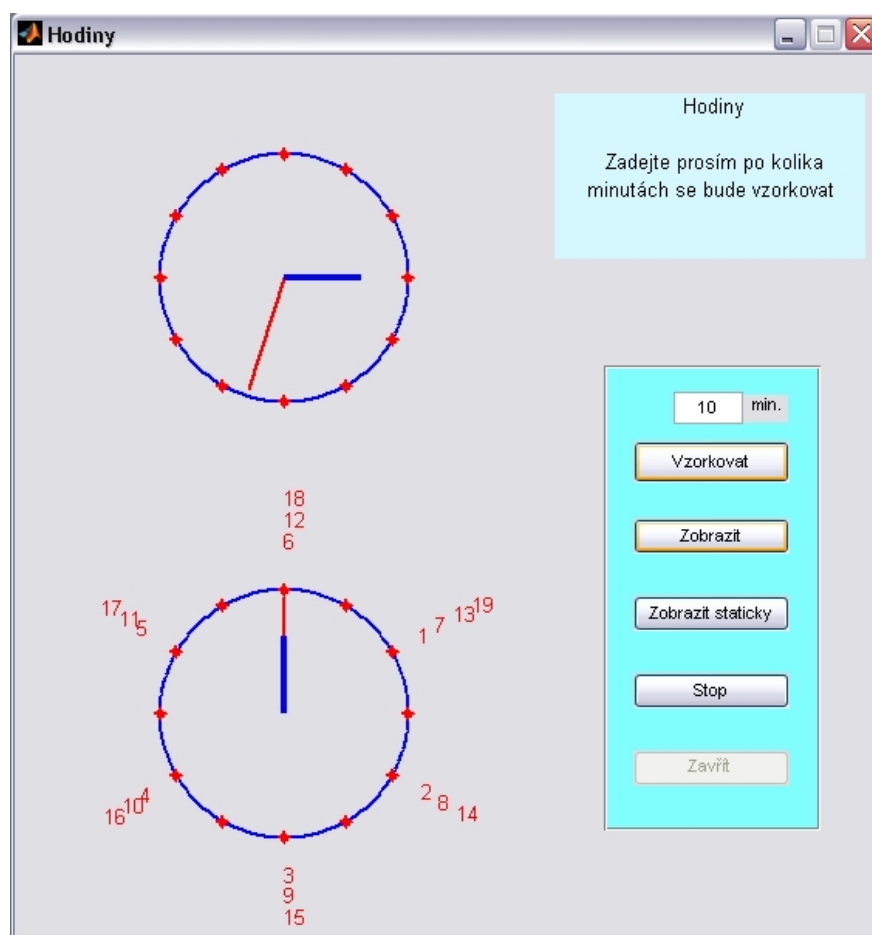 Hodiny
Hodiny
Zadejte prosím po kolika
minutách se bude vzorkovat
10 min.
Vzorkovat
Zobrazit
Zobrazit staticky
Stop
Zavřít
18
12
6
17 11 5
1 7 13 19
16 10 4
2 8 14
3
9
15